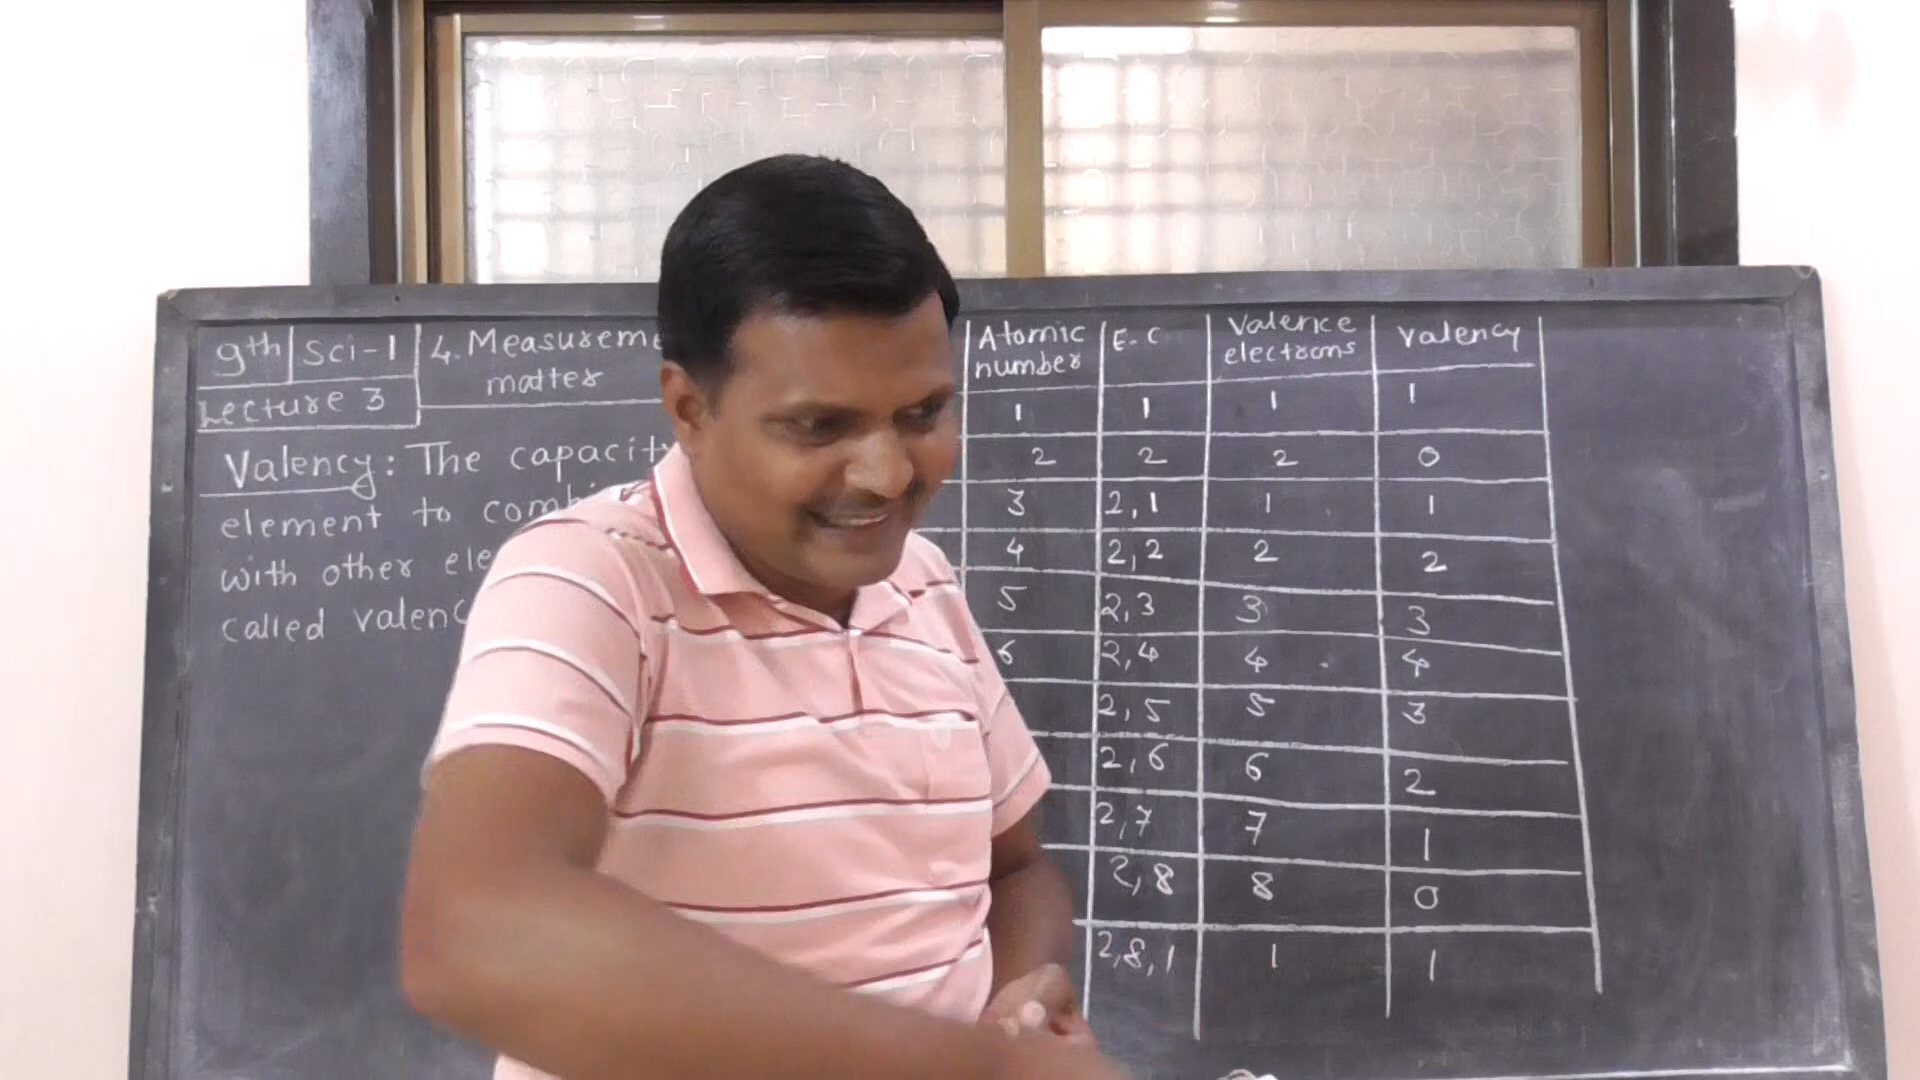 9th Sci-1 4. Measureme
matter
Lecture 3
Valency: The capacity
element to comb
with other ele
called valenc
Atomic number E.C Valence electrons Valency
1 1 1 1
2 2 2 0
3 2,1 1 1
4 2,2 2 2
5 2,3 3 3
6 2,4 4 4
2,5 5 3
2,6 6 2
2,7 7 1
2,8 8 0
2,8,1 1 1